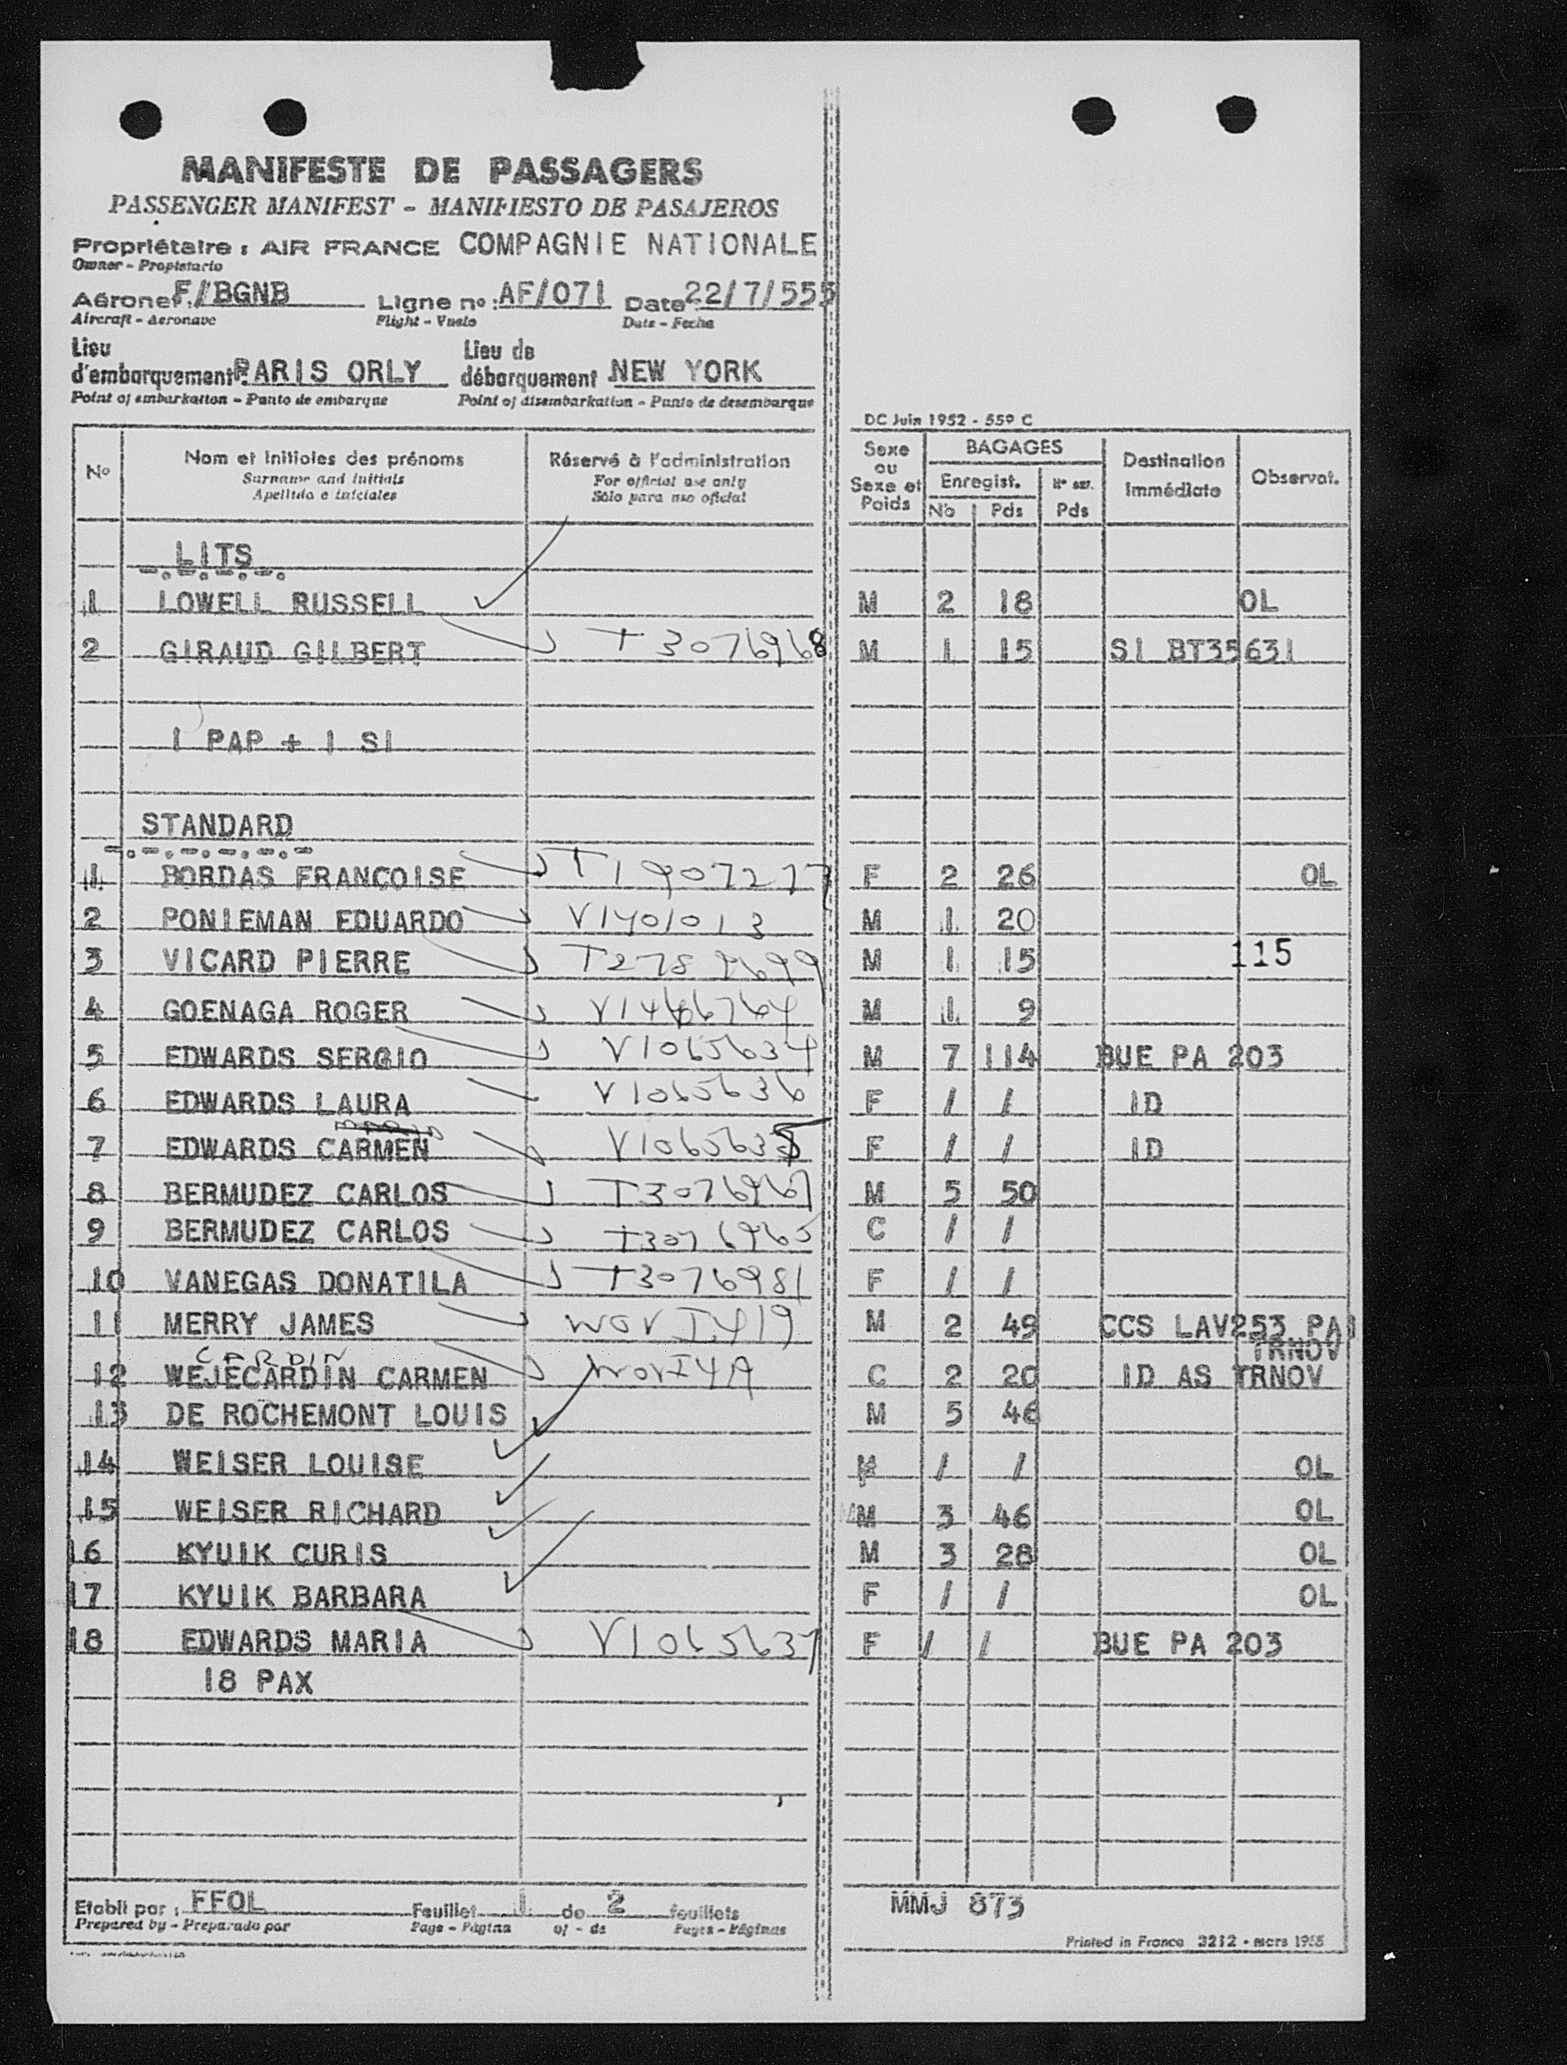 MANIFESTE DE PASSAGERS
PASSENGER MANIFEST - MANIFIESTO DE PASAJEROS
Propriétaire : AIR FRANCE COMPAGNIE NATIONALE
Owner - Propietario
Aéronef : F/BGNB Ligne no : AF/071 Date 22/7/555
Aircraft - Aeronave Flight - Vuelo Date - Fecha
Lieu d'embarquement : PARIS ORLY Lieu de débarquement NEW YORK
Point of embarkation - Punto de embarque Point of disembarkation - Punto de desembarque
DC Juin 1952 - 559 C
No Nom et initiales des prénoms Réservé à l'administration Sexe ou Sexe et Poids BAGAGES Destination Immédiate Observat.
Surname and initials For official use only Enregist. Pds
Apellido e iniciales Sólo para uso oficial No Pds
LITS
1 LOWELL RUSSELL M 2 18 OL
2 GIRAUD GILBERT T3076968 M 1 15 SI BT35631
1 PAP + 1 SI
STANDARD
1 BORDAS FRANCOISE T1907277 F 2 26 OL
2 PONIEMAN EDUARDO V1401013 M 1 20
3 VICARD PIERRE M 1 15 115
4 GOENAGA ROGER M 1 9
5 EDWARDS SERGIO V1065634 M 7 114 BUE PA 203
6 EDWARDS LAURA V1065636 F / / ID
7 EDWARDS CARMEN V1065635 F / / ID
8 BERMUDEZ CARLOS T3076967 M 5 50
9 BERMUDEZ CARLOS T3076965 C / /
10 VANEGAS DONATILA T3076981 F / /
11 MERRY JAMES M 2 49 CCS LAV253 PA
TRNOV
CARDIN
12 WEJECARDIN CARMEN C 2 20 ID AS TRNOV
13 DE ROCHEMONT LOUIS M 5 46
14 WEISER LOUISE / / OL
15 WEISER RICHARD M 3 46 OL
16 KYUIK CURIS M 3 28 OL
17 KYUIK BARBARA F / / OL
18 EDWARDS MARIA V1065637 F / / BUE PA 203
18 PAX
Etabli par : FFOL Feuillet 1 de 2 feuillets MMJ 873
Prepared by - Preparado por Page - Página of - de Pages - Páginas
Printed in France 3212 - mars 1955